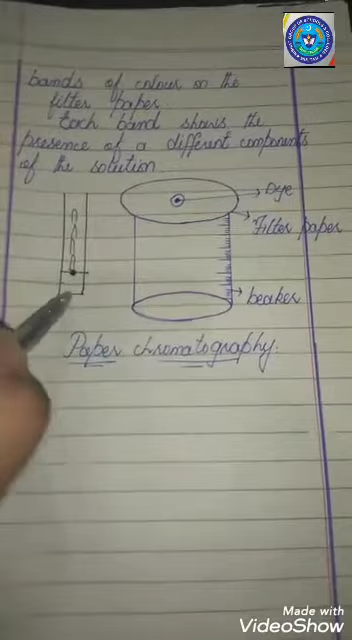 bands of colour on the
filter paper.
Each band shows the
presence of a different components
of the solution
Dye
Filter paper
beaker
Paper chromatography.
Made with
VideoShow